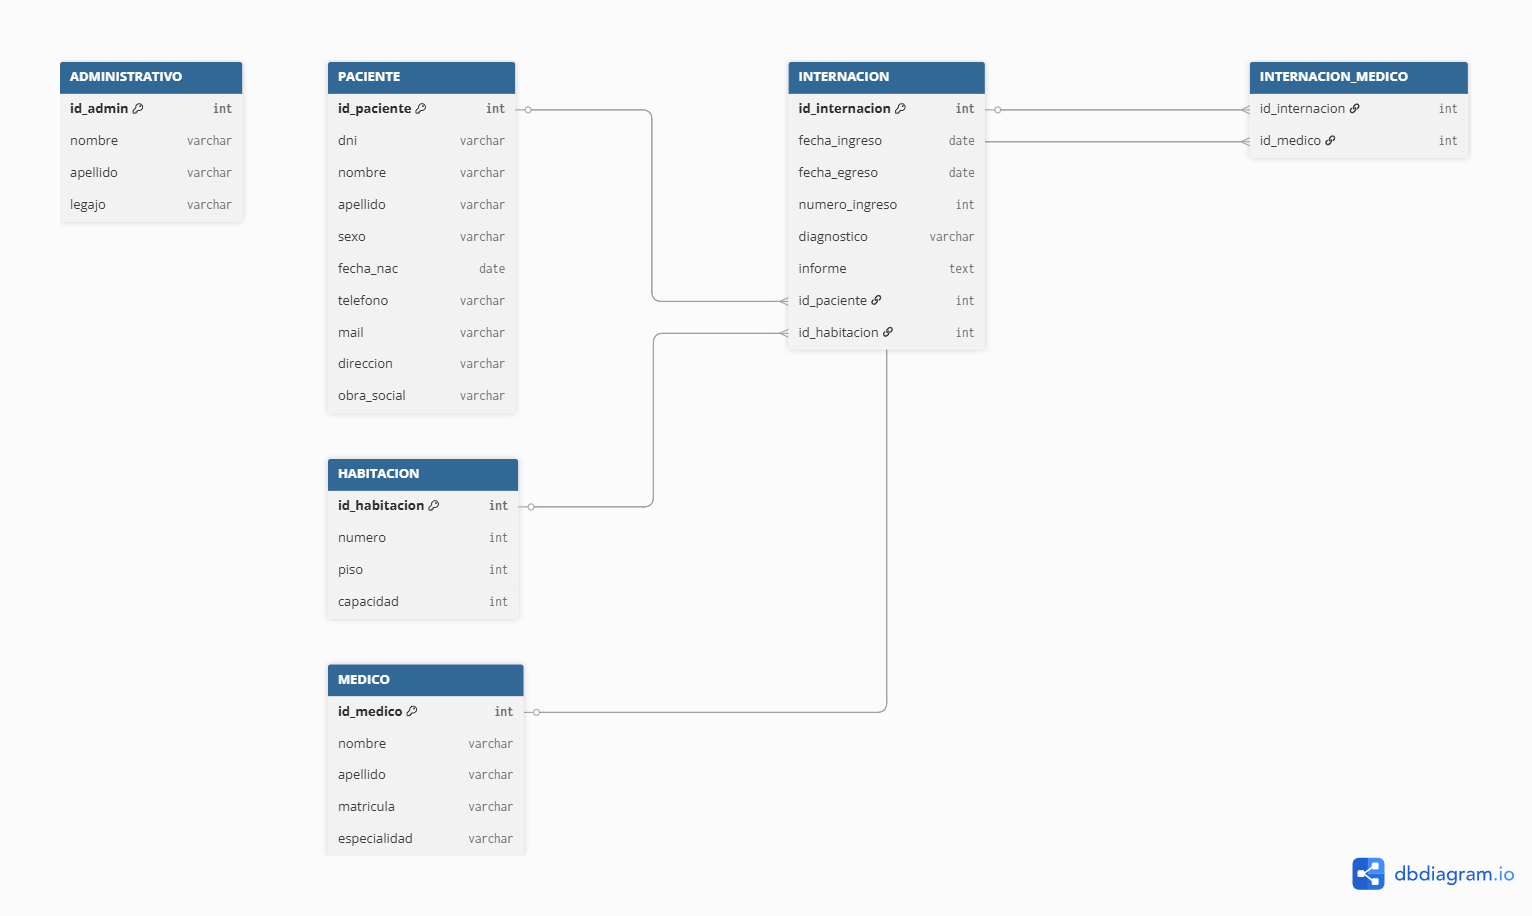 ADMINISTRATIVO
id_admin int
nombre varchar
apellido varchar
legajo varchar
PACIENTE
id_paciente int
dni varchar
nombre varchar
apellido varchar
sexo varchar
fecha_nac date
telefono varchar
mail varchar
direccion varchar
obra_social varchar
HABITACION
id_habitacion int
numero int
piso int
capacidad int
MEDICO
id_medico int
nombre varchar
apellido varchar
matricula varchar
especialidad varchar
INTERNACION
id_internacion int
fecha_ingreso date
fecha_egreso date
numero_ingreso int
diagnostico varchar
informe text
id_paciente int
id_habitacion int
INTERNACION_MEDICO
id_internacion int
id_medico int
dbdiagram.io